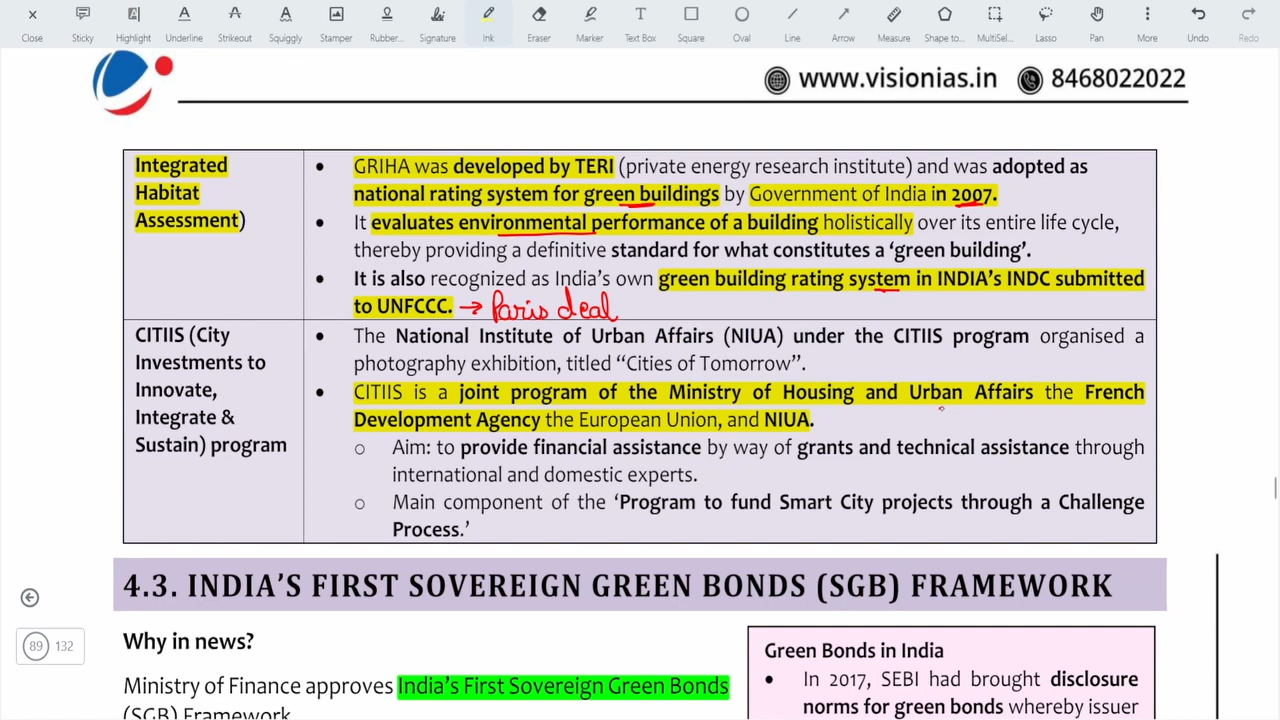 Close Sticky Highlight Underline Strikeout Squiggly Stamper Rubber... Signature Ink Eraser Marker Text Box Square Oval Line Arrow Measure Shape to... MultiSel... Lasso Pan More Undo Redo
www.visionias.in 8468022022
Integrated
Habitat
Assessment)
• GRIHA was developed by TERI (private energy research institute) and was adopted as
national rating system for green buildings by Government of India in 2007.
• It evaluates environmental performance of a building holistically over its entire life cycle,
thereby providing a definitive standard for what constitutes a ‘green building’.
• It is also recognized as India’s own green building rating system in INDIA’s INDC submitted
to UNFCCC. → Paris deal
CITIIS (City
Investments to
Innovate,
Integrate &
Sustain) program
• The National Institute of Urban Affairs (NIUA) under the CITIIS program organised a
photography exhibition, titled “Cities of Tomorrow”.
• CITIIS is a joint program of the Ministry of Housing and Urban Affairs the French
Development Agency the European Union, and NIUA.
o Aim: to provide financial assistance by way of grants and technical assistance through
international and domestic experts.
o Main component of the ‘Program to fund Smart City projects through a Challenge
Process.’
4.3. INDIA’S FIRST SOVEREIGN GREEN BONDS (SGB) FRAMEWORK
89 132
Why in news?
Ministry of Finance approves India’s First Sovereign Green Bonds
(SGB) Framework
Green Bonds in India
• In 2017, SEBI had brought disclosure
norms for green bonds whereby issuer